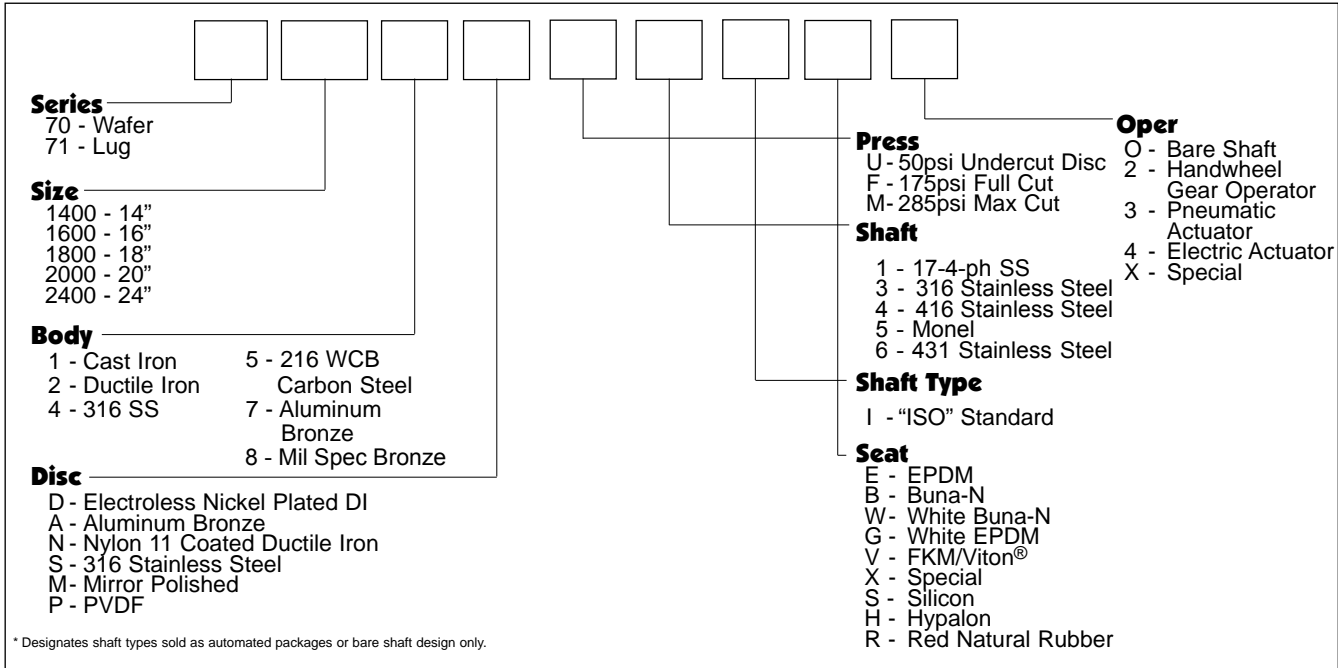 Series
70 - Wafer
71 - Lug
Size
1400 - 14”
1600 - 16”
1800 - 18”
2000 - 20”
2400 - 24”
Body
1 - Cast Iron
2 - Ductile Iron
4 - 316 SS
5 - 216 WCB
Carbon Steel
7 - Aluminum
Bronze
8 - Mil Spec Bronze
Disc
D - Electroless Nickel Plated DI
A - Aluminum Bronze
N - Nylon 11 Coated Ductile Iron
S - 316 Stainless Steel
M - Mirror Polished
P - PVDF
* Designates shaft types sold as automated packages or bare shaft design only.
Press
U - 50psi Undercut Disc
F - 175psi Full Cut
M - 285psi Max Cut
Shaft
1 - 17-4-ph SS
3 - 316 Stainless Steel
4 - 416 Stainless Steel
5 - Monel
6 - 431 Stainless Steel
Shaft Type
I - “ISO” Standard
Seat
E - EPDM
B - Buna-N
W - White Buna-N
G - White EPDM
V - FKM/Viton®
X - Special
S - Silicon
H - Hypalon
R - Red Natural Rubber
Oper
O - Bare Shaft
2 - Handwheel
Gear Operator
3 - Pneumatic
Actuator
4 - Electric Actuator
X - Special